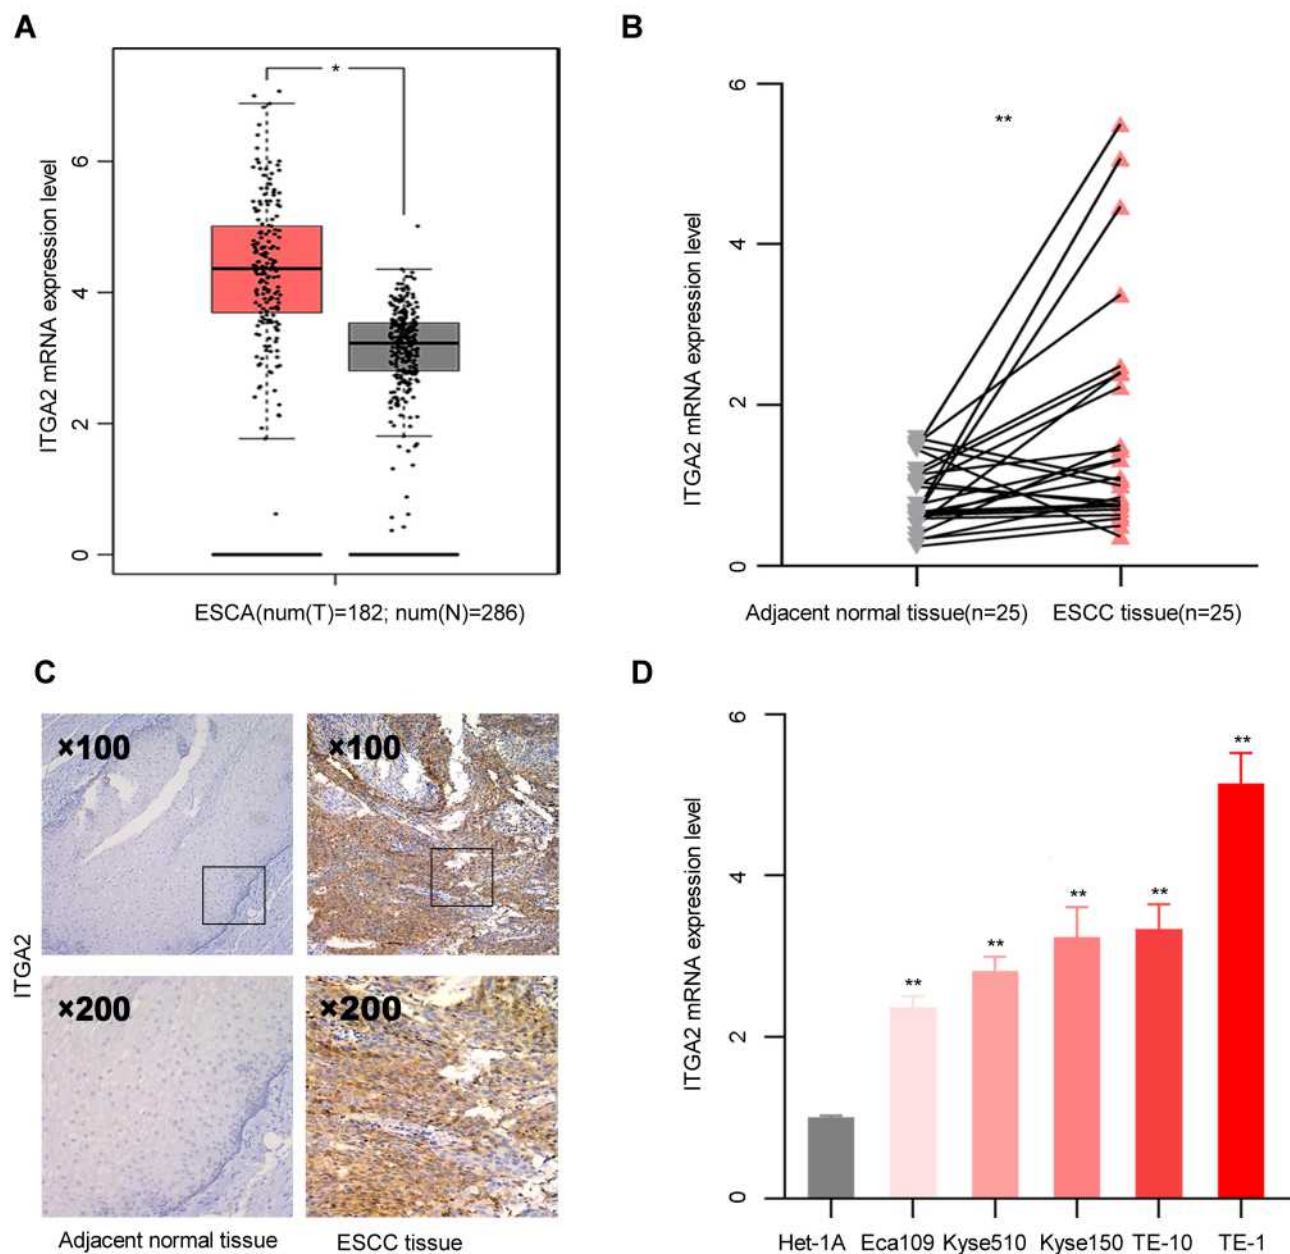 A
*
ITGA2 mRNA expression level
6
4
2
0
ESCA(num(T)=182; num(N)=286)
B
**
ITGA2 mRNA expression level
6
4
2
0
Adjacent normal tissue(n=25) ESCC tissue(n=25)
C
ITGA2
×100 ×100
×200 ×200
Adjacent normal tissue ESCC tissue
D
ITGA2 mRNA expression level
6
4
2
0
** ** ** ** **
Het-1A Eca109 Kyse510 Kyse150 TE-10 TE-1